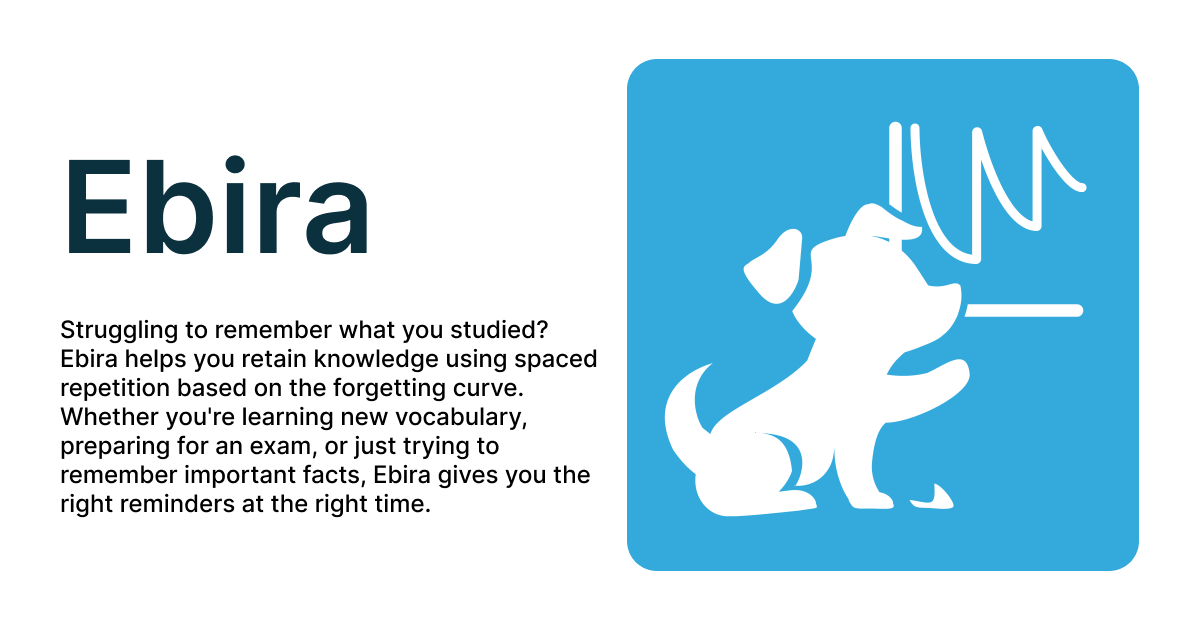 Ebira
Struggling to remember what you studied?
Ebira helps you retain knowledge using spaced
repetition based on the forgetting curve.
Whether you're learning new vocabulary,
preparing for an exam, or just trying to
remember important facts, Ebira gives you the
right reminders at the right time.